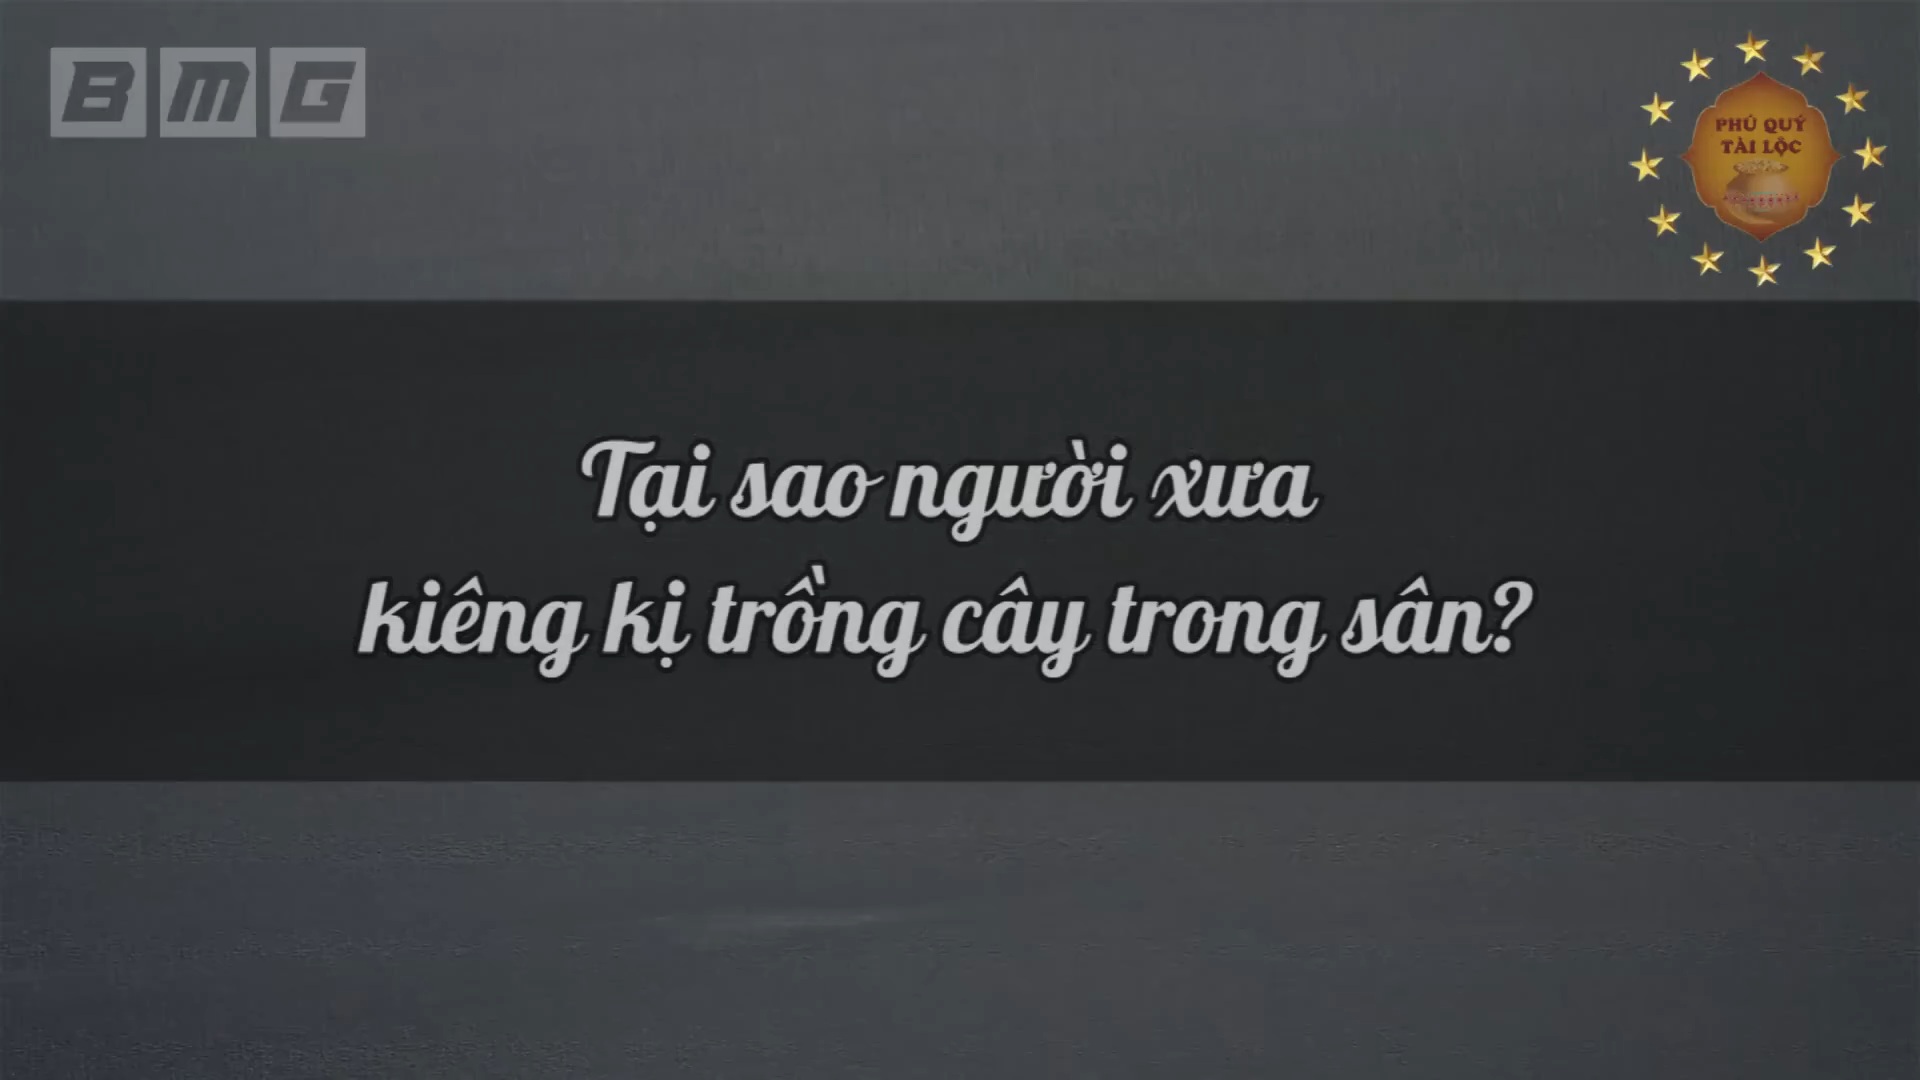 BMG
PHÚ QUÝ
TÀI LỘC
Tại sao người xưa
kiêng kị trồng cây trong sân?